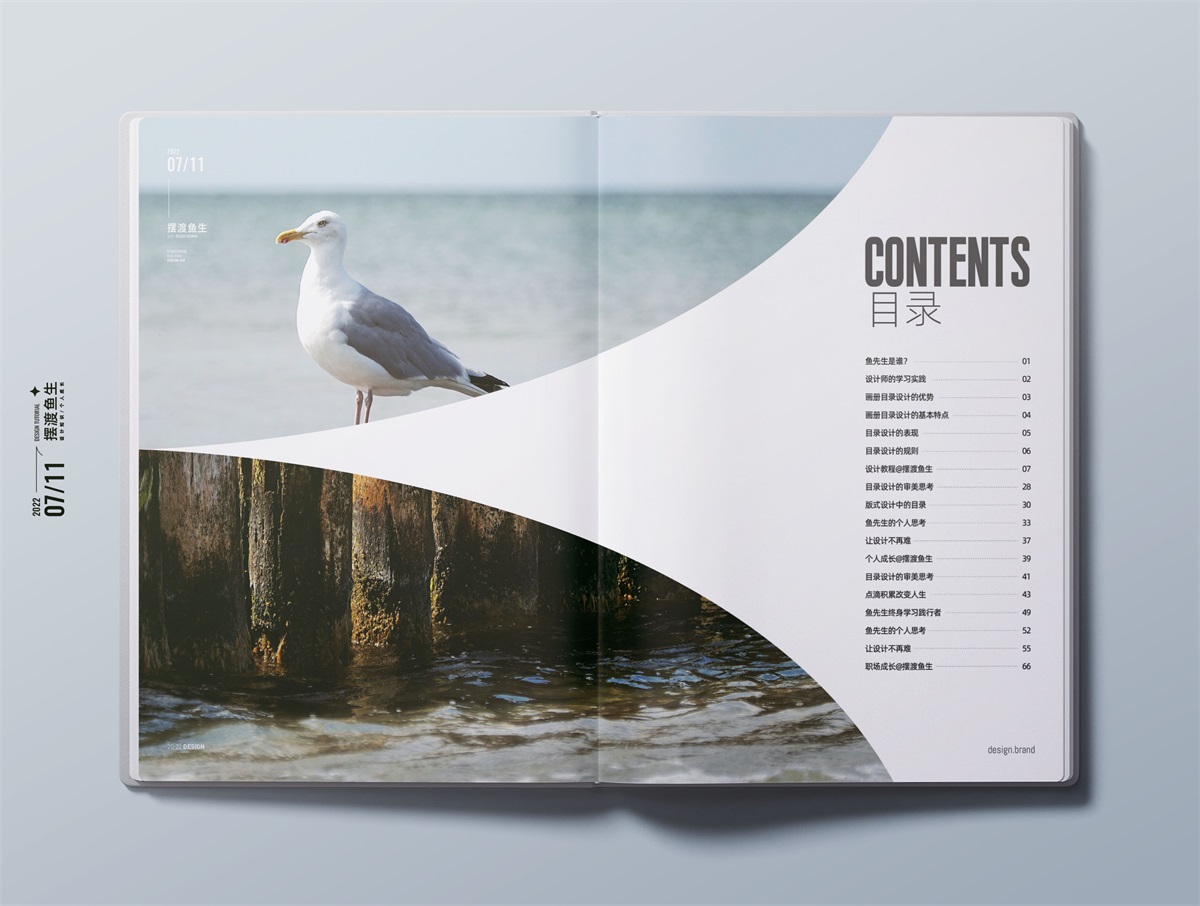 2022
07/11
DESIGN TUTORIAL
摆渡鱼生
设计知识/个人成长
2022
07/11
摆渡鱼生
2022 DESIGN
CONTENTS
目录
鱼先生是谁? 01
设计师的学习实践 02
画册目录设计的优势 03
画册目录设计的基本特点 04
目录设计的表现 05
目录设计的规则 06
设计教程@摆渡鱼生 07
目录设计的审美思考 28
版式设计中的目录 30
鱼先生的个人思考 33
让设计不再难 37
个人成长@摆渡鱼生 39
目录设计的审美思考 41
点滴积累改变人生 43
鱼先生终身学习践行者 49
鱼先生的个人思考 52
让设计不再难 55
职场成长@摆渡鱼生 66
design.brand